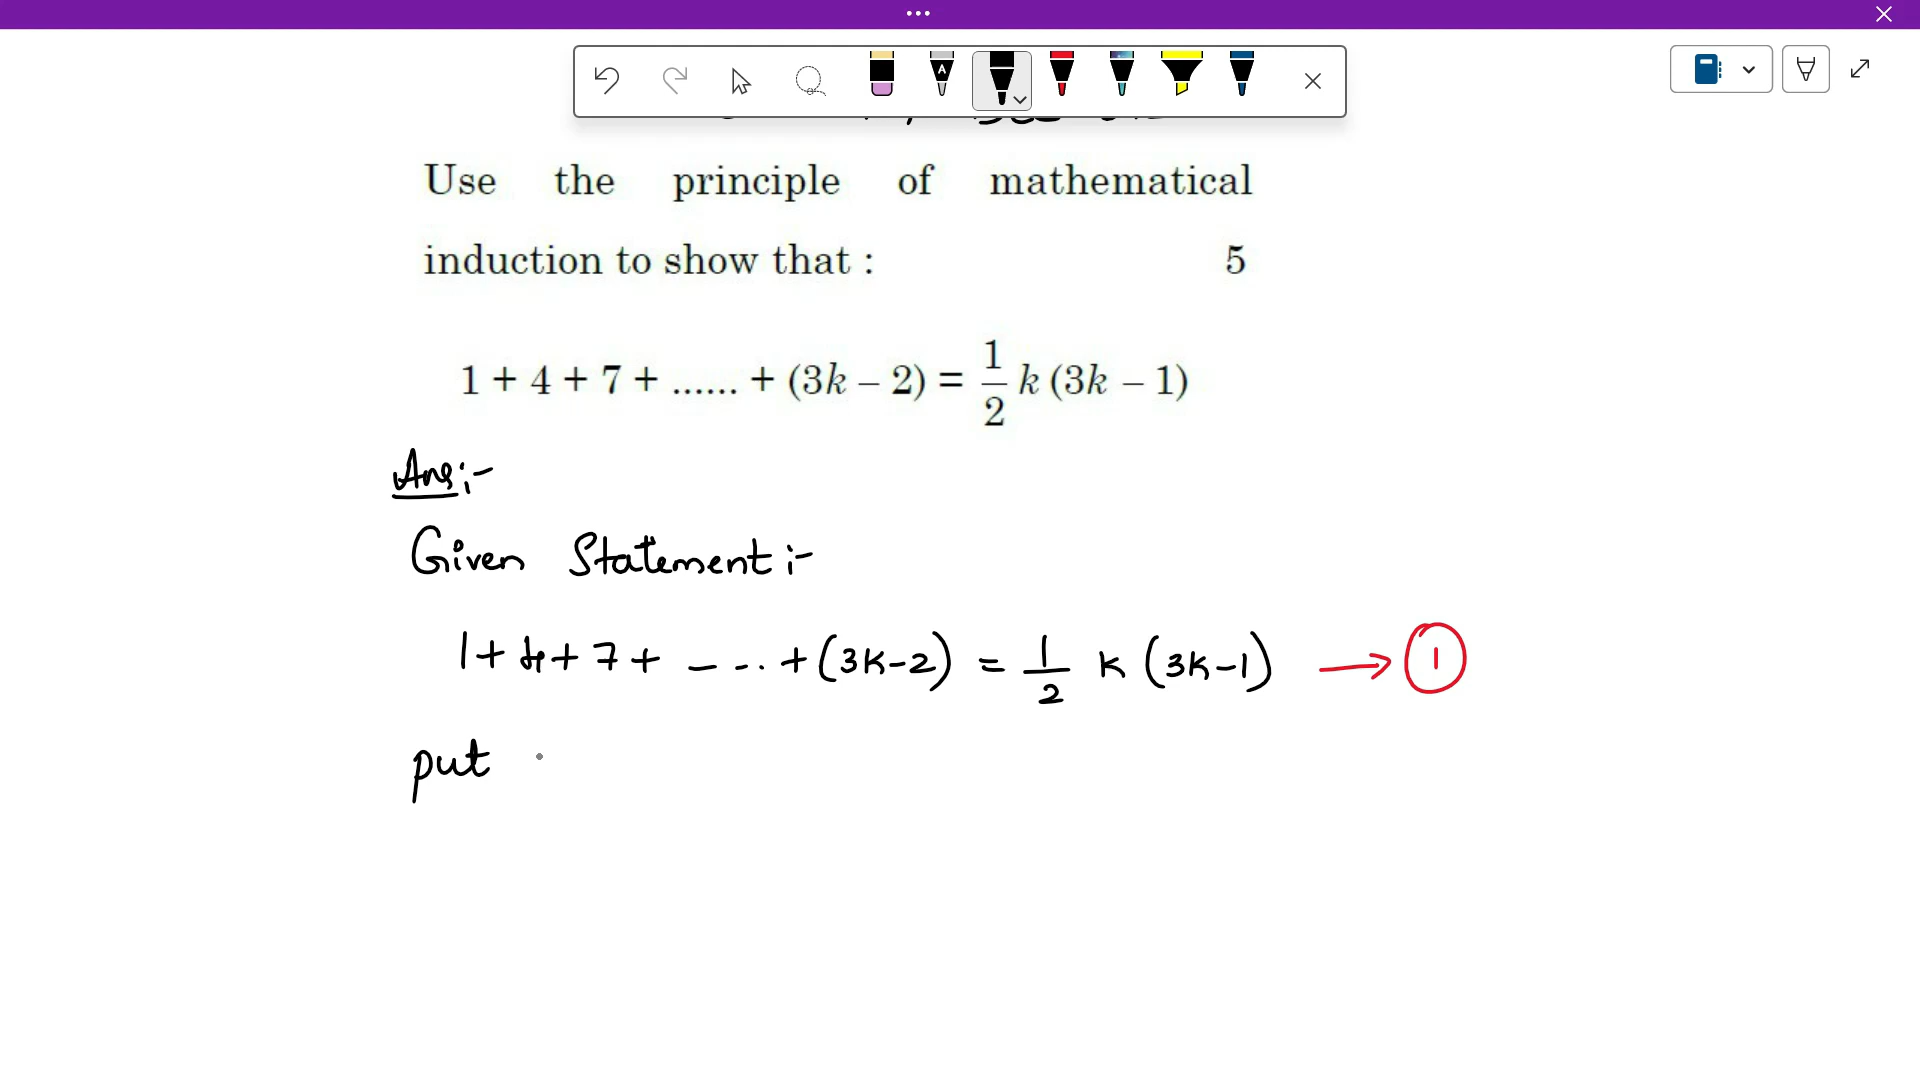 Use the principle of mathematical
induction to show that : 5
1 + 4 + 7 + ...... + (3k – 2) = 1/2 k (3k – 1)
Ans:-
Given Statement:-
1 + 4 + 7 + - - .. + (3k-2) = 1/2 k (3k-1) → 1
put